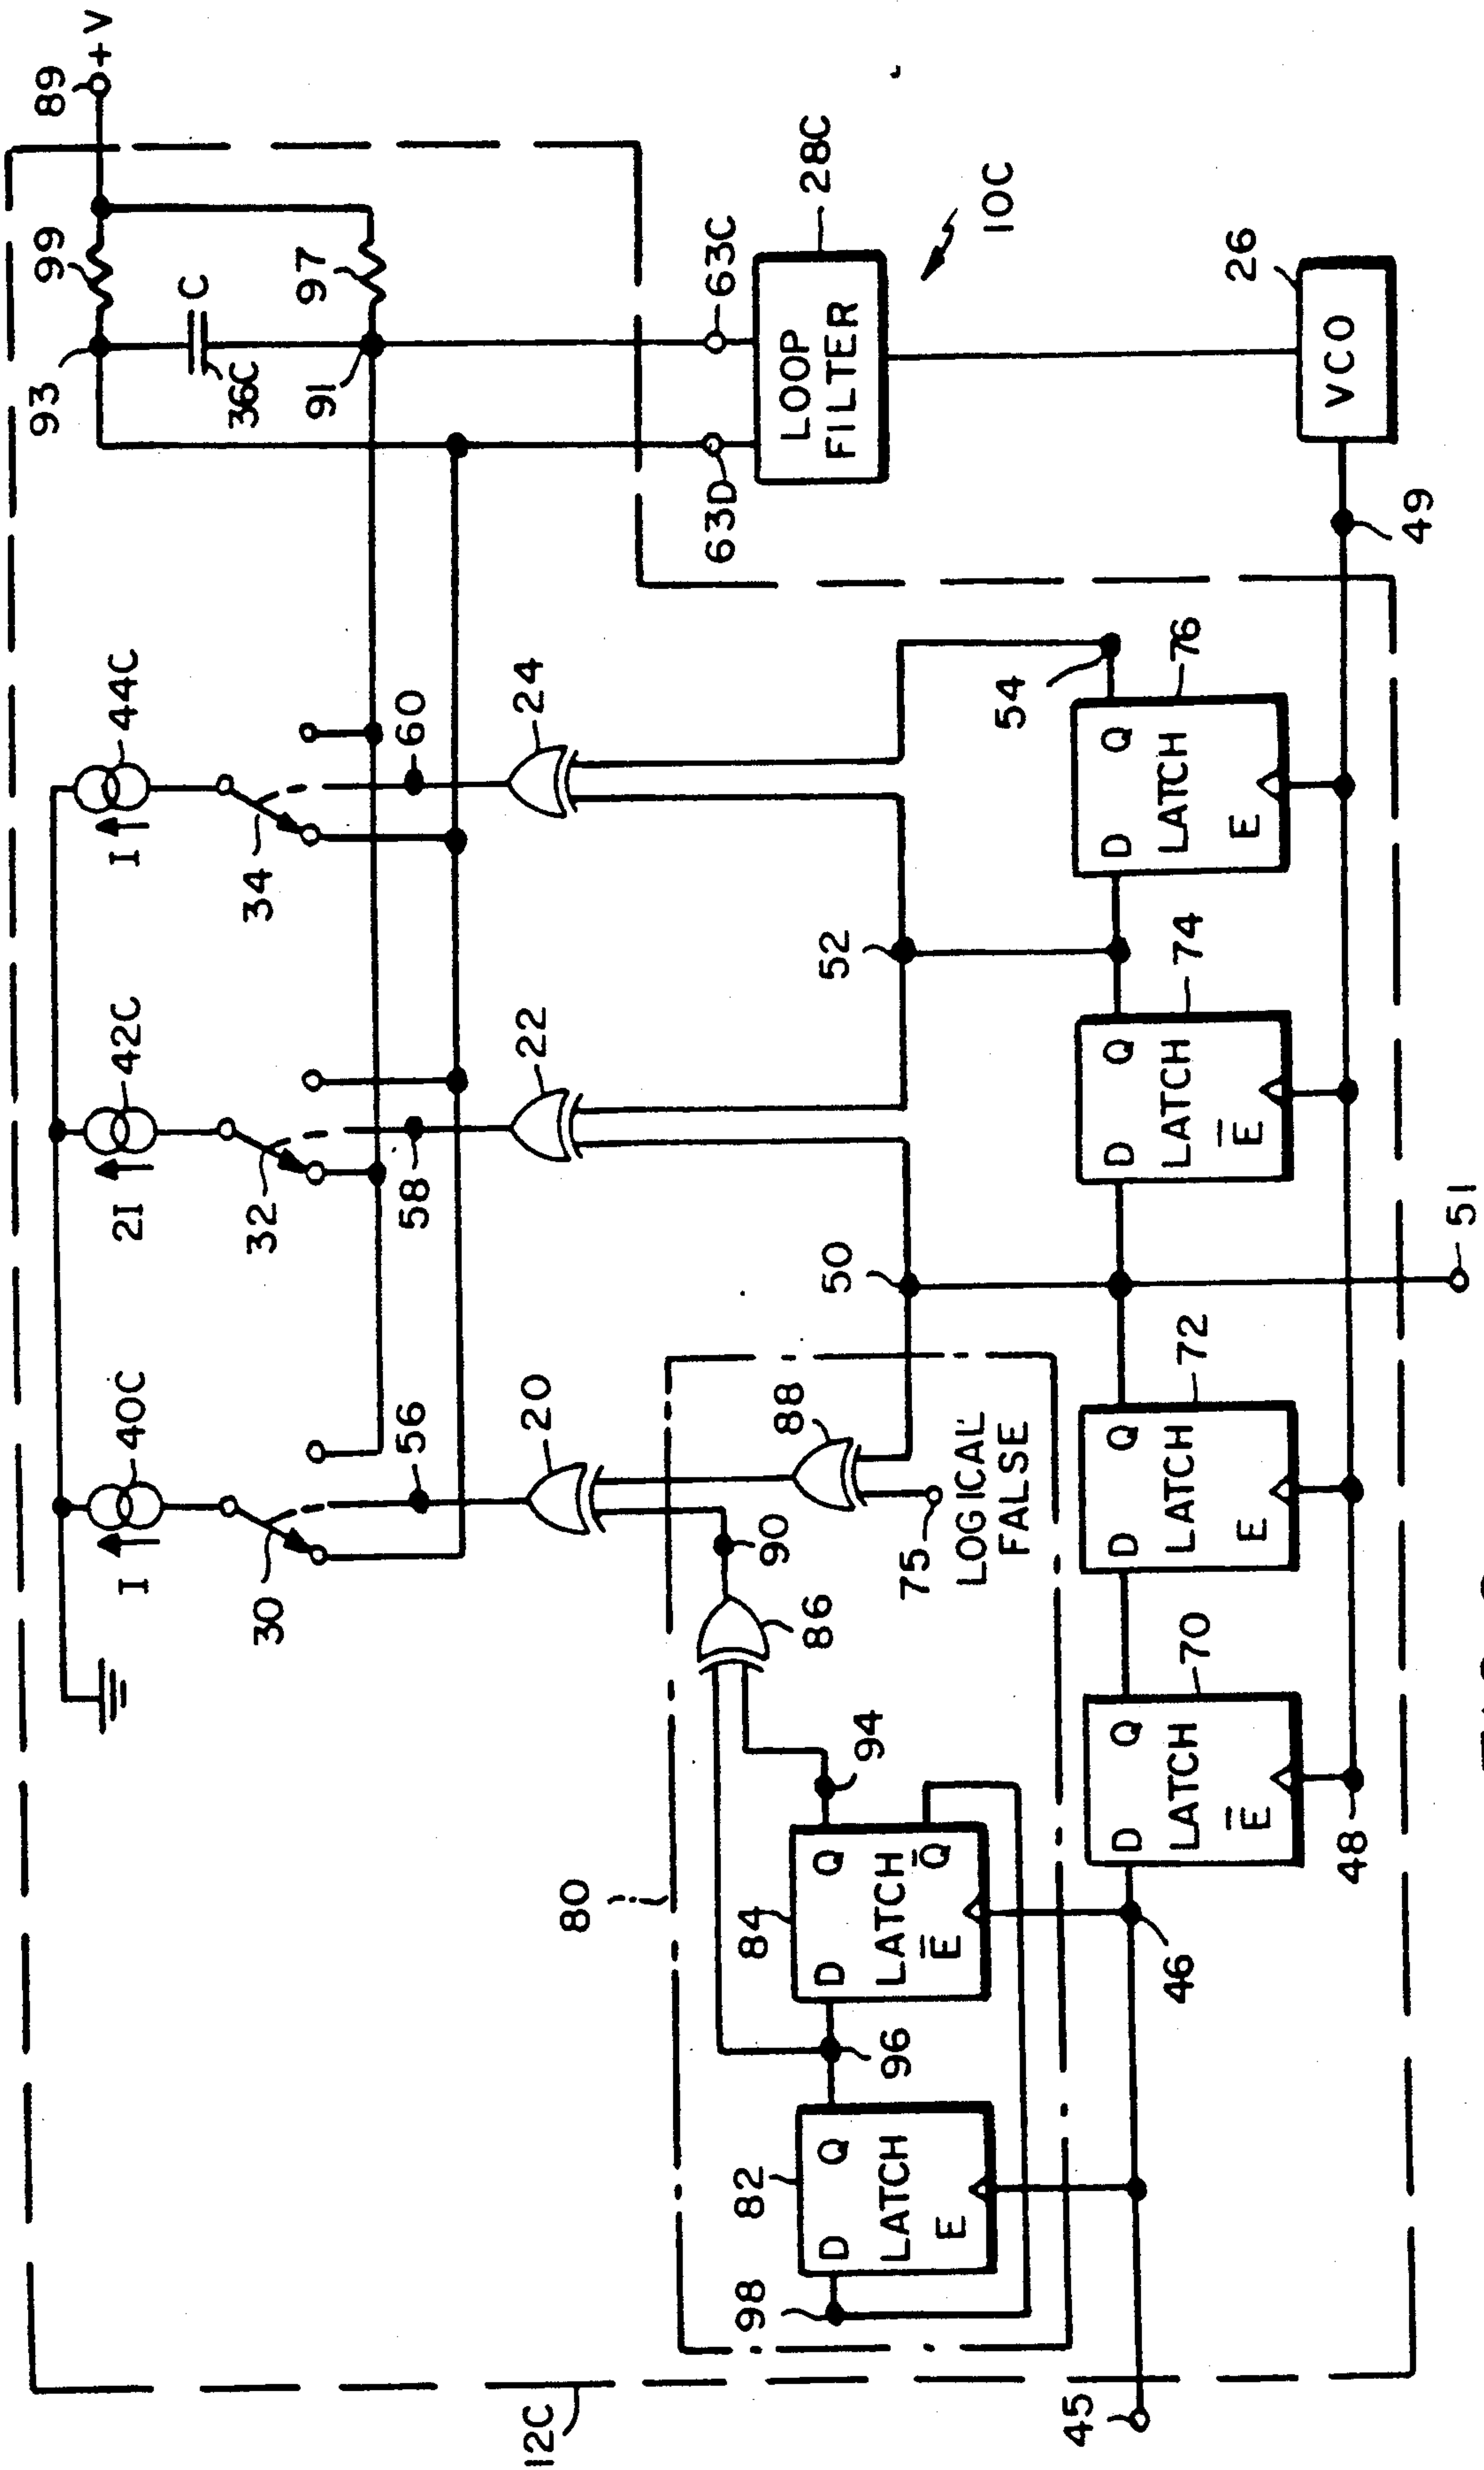 93
99
89
+V
I
40C
2I
42C
I
44C
C
36C
30
32
34
97
91
56
58
60
12C
20
22
24
63D
63C
80
90
86
88
75
LOGICAL
FALSE
50
52
LOOP
FILTER
28C
98
82
D
Q
LATCH
E
96
84
D
Q
LATCH
Q̅
E̅
94
10C
54
45
46
D
Q
LATCH
E̅
70
D
Q
LATCH
E
72
D
Q
LATCH
E̅
74
D
Q
LATCH
E
76
26
VCO
48
49
51